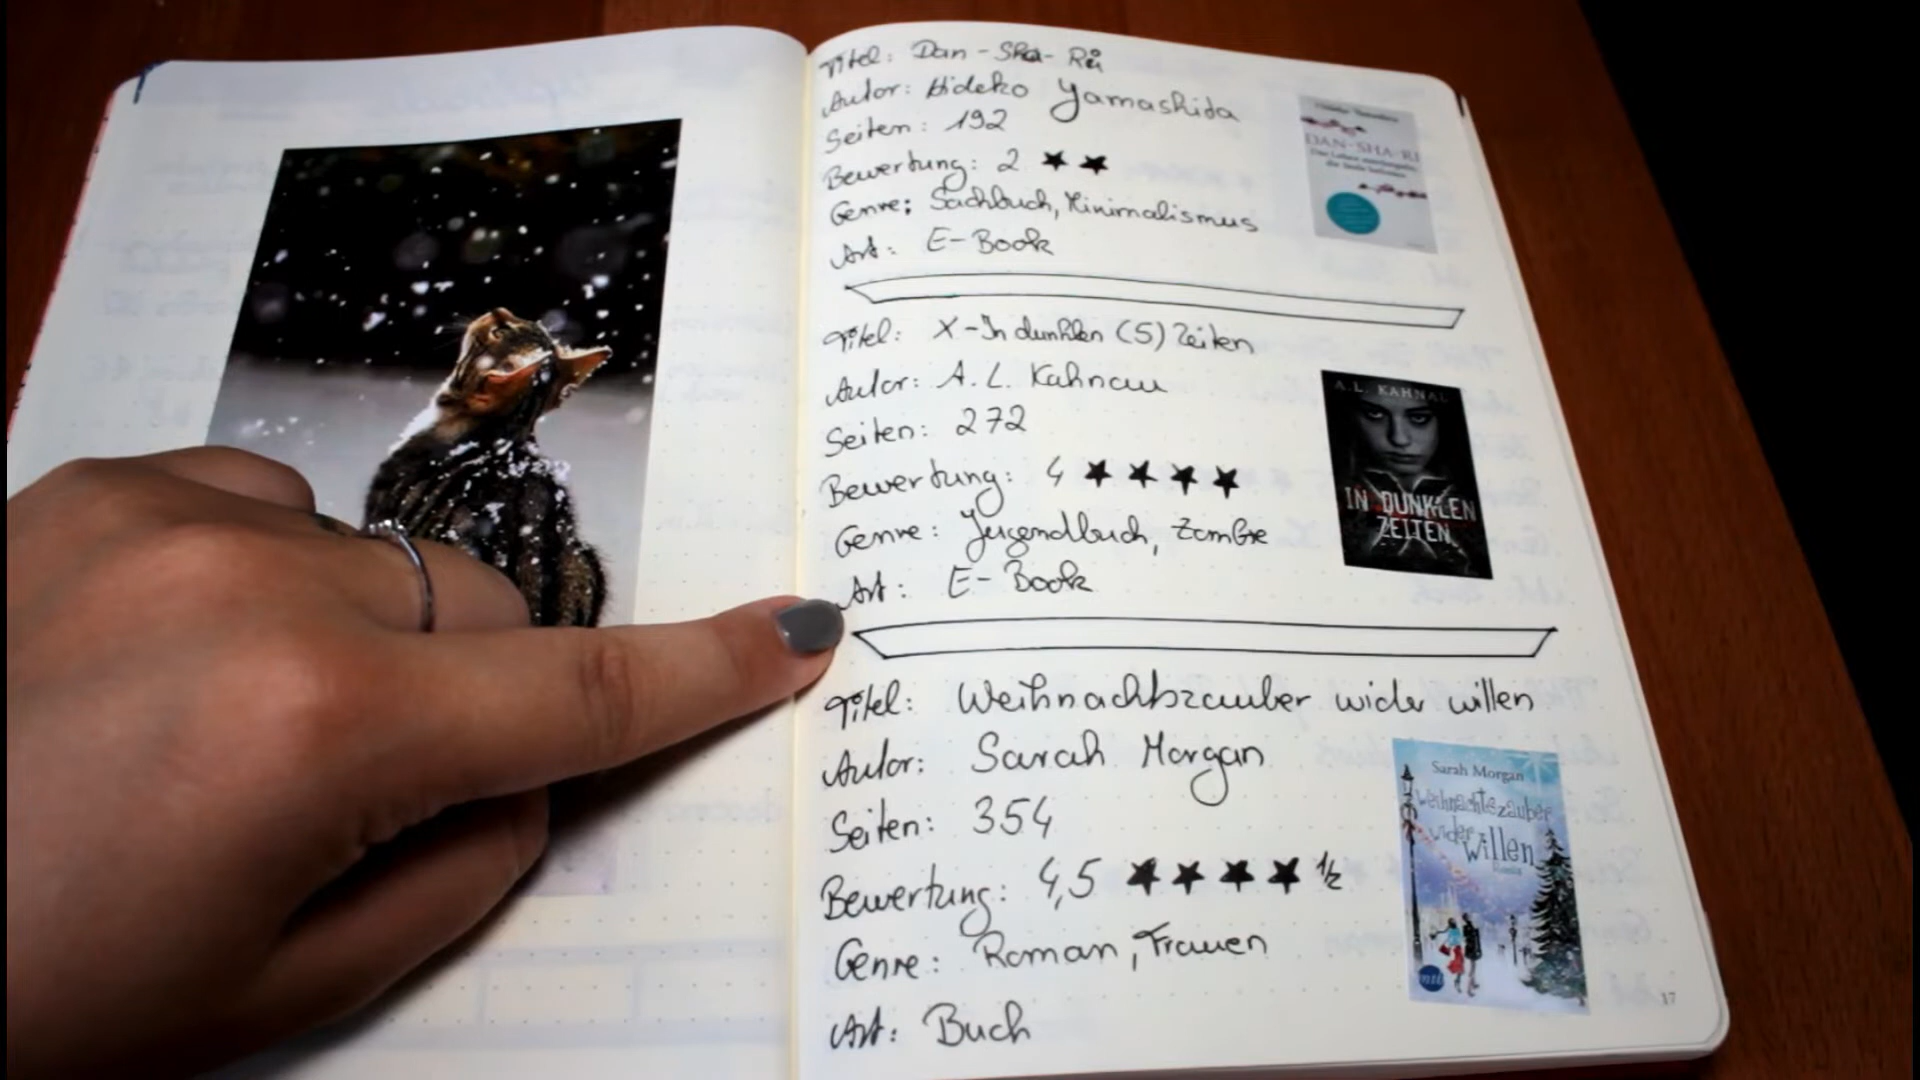 Titel: Dan-Sha-Ri
Autor: Hideko Yamashida
Seiten: 192
Bewertung: 2 ★★
Genre: Sachbuch, Minimalismus
Art: E-Book
DAN-SHA-RI
Titel: X-In dunklen (5) Zeiten
Autor: A. L. Kahnau
Seiten: 272
Bewertung: 4 ★★★★
Genre: Jugendbuch, Zombie
Art: E-Book
A.L. KAHNAU
IN DUNKLEN
ZEITEN
Titel: Weihnachtszauber wider willen
Autor: Sarah Morgan
Seiten: 354
Bewertung: 4,5 ★★★★ ½
Genre: Roman, Frauen
Art: Buch
Sarah Morgan
Weihnachtszauber
wider
willen
17